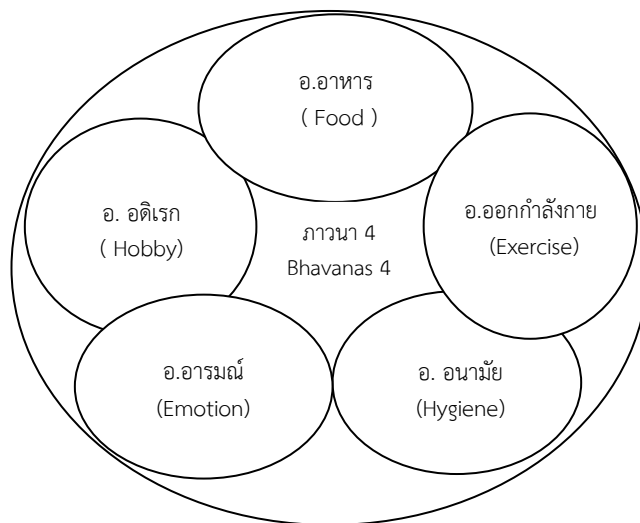 อ.อาหาร
( Food )
อ. อดิเรก
( Hobby)
อ.ออกกำลังกาย
(Exercise)
ภาวนา 4
Bhavanas 4
อ.อารมณ์
(Emotion)
อ. อนามัย
(Hygiene)